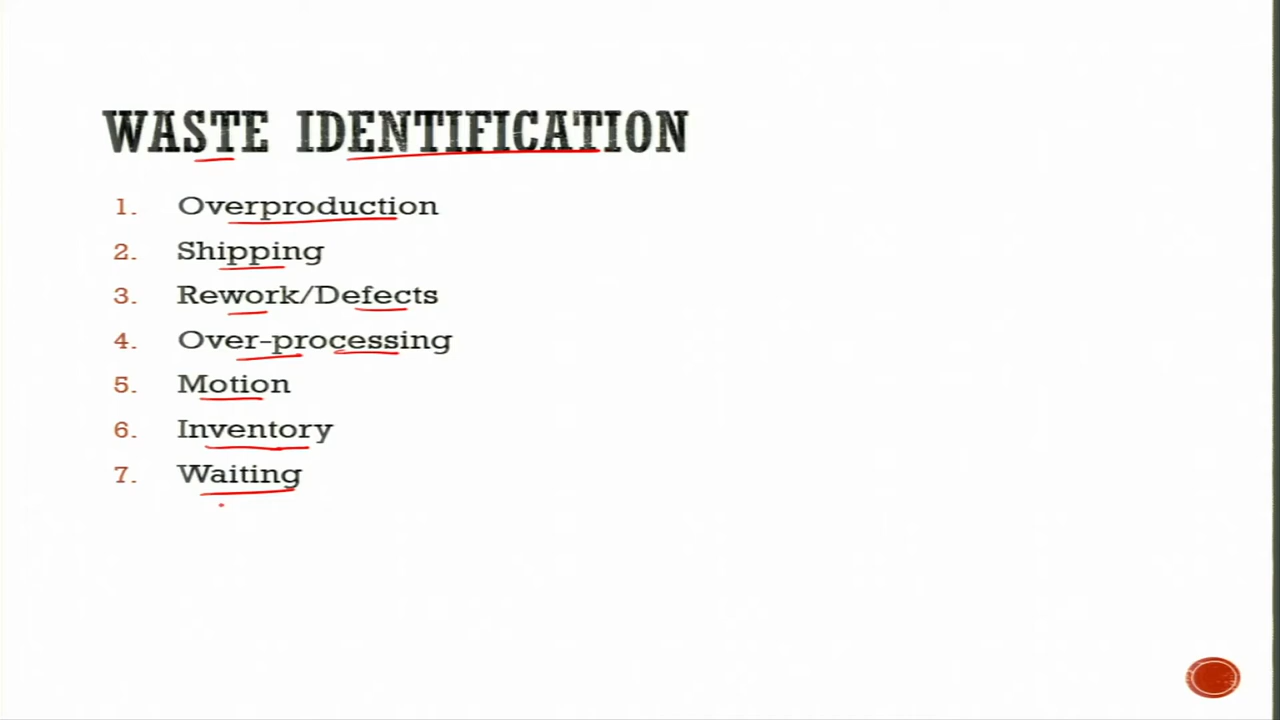 WASTE IDENTIFICATION
1. Overproduction
2. Shipping
3. Rework/Defects
4. Over-processing
5. Motion
6. Inventory
7. Waiting